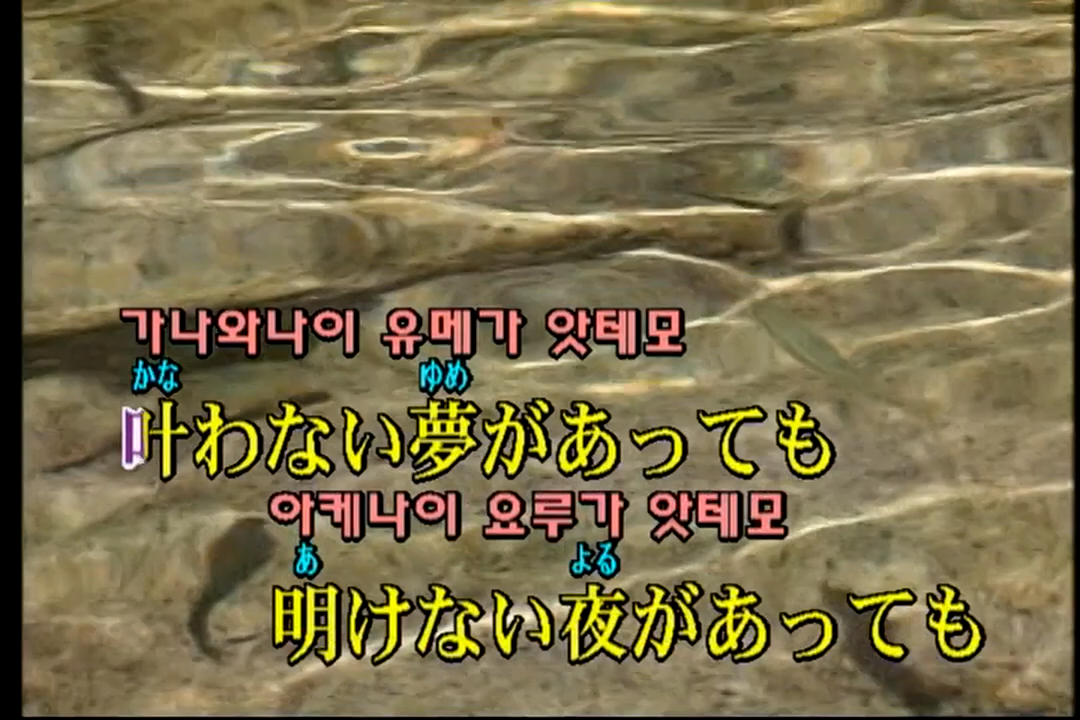 가나와나이 유메가 앗테모
かな ゆめ
叶わない夢があっても
아케나이 요루가 앗테모
あ よる
明けない夜があっても